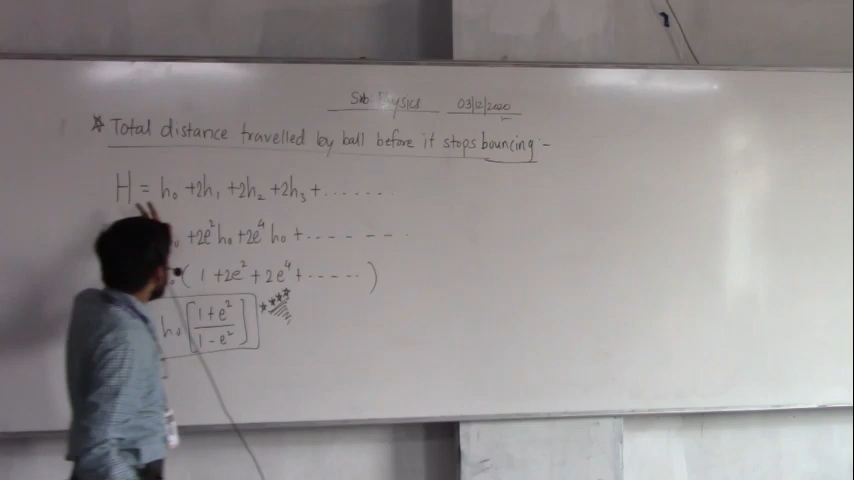 Sub Physics 03/12/2020
* Total distance travelled by ball before it stops bouncing :-
H = h₀ + 2h₁ + 2h₂ + 2h₃ + ......
+ 2e²h₀ + 2e⁴h₀ + .......
( 1 + 2e² + 2e⁴ + ...... )
h₀ [ (1 + e²) / (1 - e²) ] ****